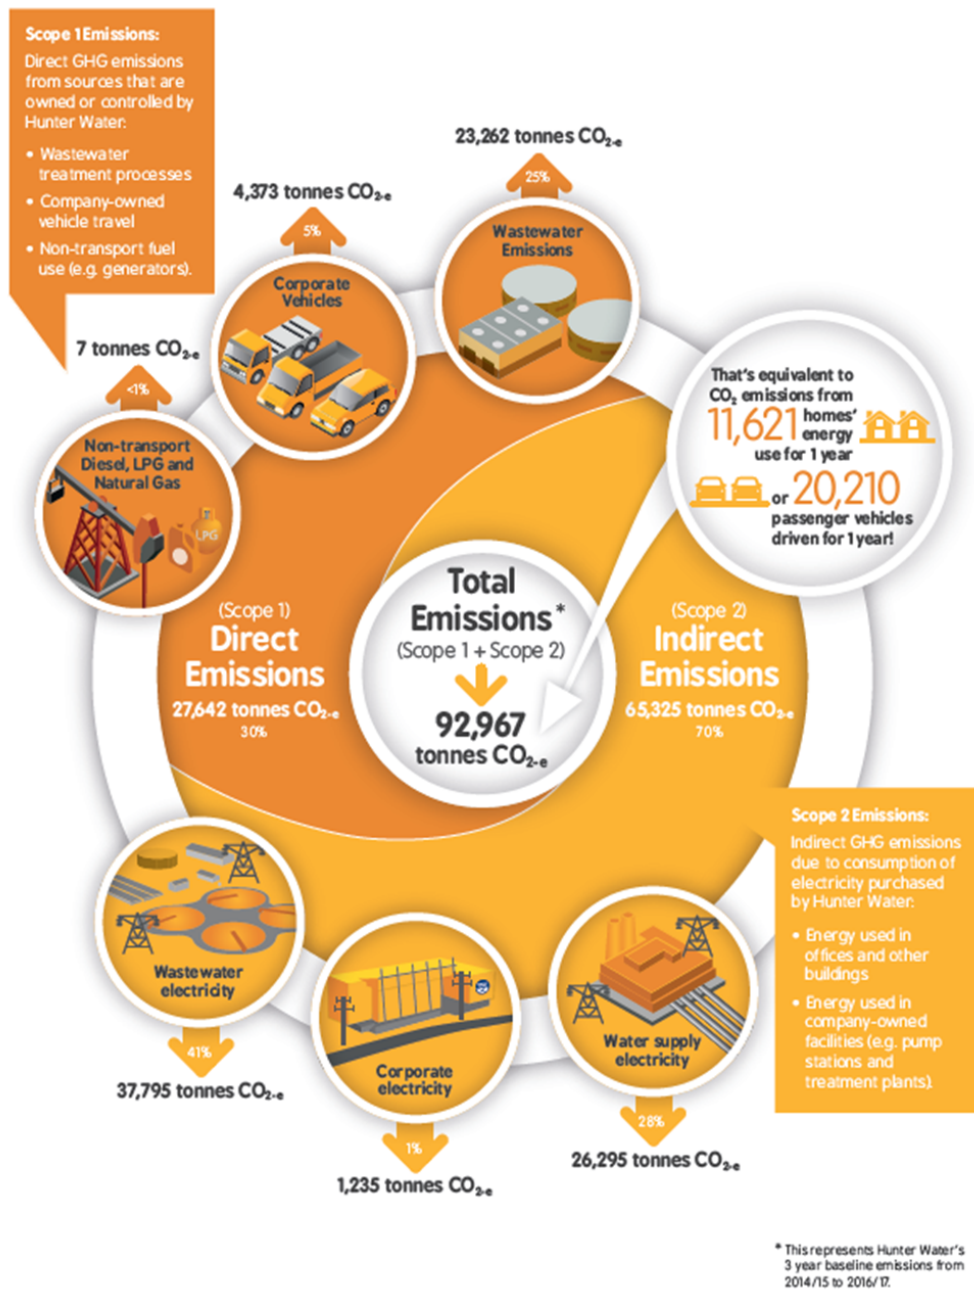 Scope 1 Emissions:
Direct GHG emissions
from sources that are
owned or controlled by
Hunter Water:
• Wastewater
treatment processes
• Company-owned
vehicle travel
• Non-transport fuel
use (e.g. generators).
23,262 tonnes CO2-e
25%
Wastewater
Emissions
4,373 tonnes CO2-e
5%
Corporate
Vehicles
7 tonnes CO2-e
<1%
Non-transport
Diesel, LPG and
Natural Gas
LPG
That's equivalent to
CO2 emissions from
11,621 homes'
energy
use for 1 year
or 20,210
passenger vehicles
driven for 1 year!
Total
Emissions*
(Scope 1 + Scope 2)
92,967
tonnes CO2-e
(Scope 1)
Direct
Emissions
27,642 tonnes CO2-e
30%
(Scope 2)
Indirect
Emissions
65,325 tonnes CO2-e
70%
Scope 2 Emissions:
Indirect GHG emissions
due to consumption of
electricity purchased
by Hunter Water:
• Energy used in
offices and other
buildings
• Energy used in
company-owned
facilities (e.g. pump
stations and
treatment plants).
Wastewater
electricity
41%
37,795 tonnes CO2-e
Corporate
electricity
1%
1,235 tonnes CO2-e
Water supply
electricity
28%
26,295 tonnes CO2-e
* This represents Hunter Water's
3 year baseline emissions from
2014/15 to 2016/17.